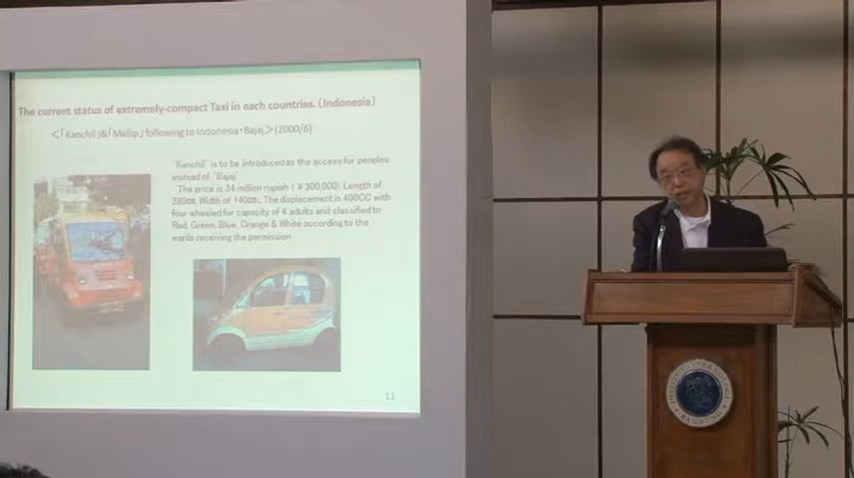 The current status of extremely-compact Taxi in each countries.(Indonesia)
<「Kanchil」&「Mallip」following to Indonesia・Bajaj>(2000/6)
"Kanchil" is to be introduced as the access for peoples
instead of "Bajaj"
The price is 34 million rupiah (¥300,000). Length of
280cm, Width of 140cm, The displacement is 400CC with
four wheeled for capacity of 4 adults and classified to
Red, Green, Blue, Orange & White according to the
wards receiving the permission
11
BANDUNG